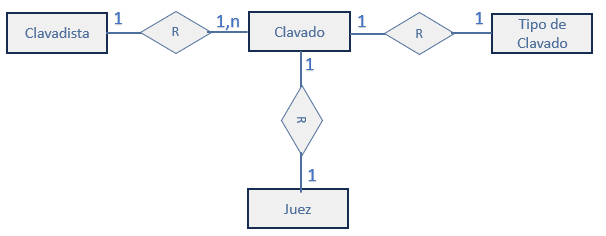 1 1,n 1 1
Clavadista R Clavado R Tipo de
Clavado
1
R
1
Juez